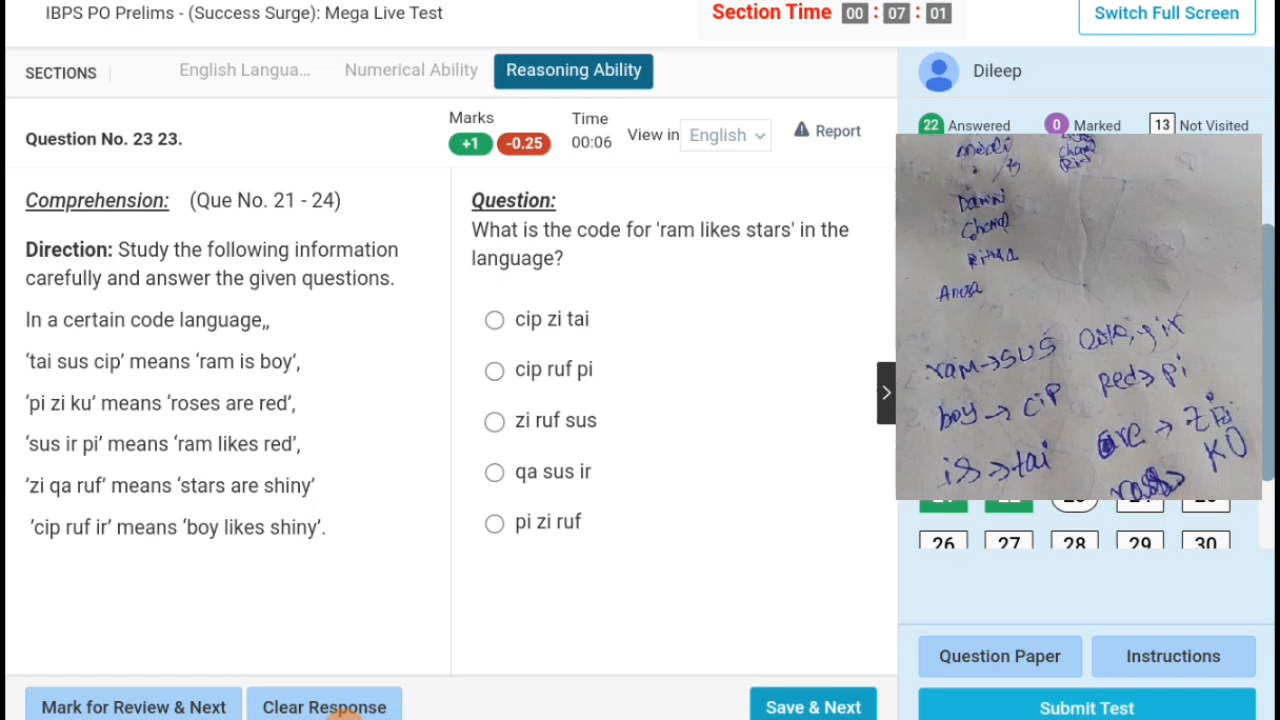 IBPS PO Prelims - (Success Surge): Mega Live Test
Section Time 00 : 07 : 01
Switch Full Screen
SECTIONS
English Langua...
Numerical Ability
Reasoning Ability
Dileep
Question No. 23 23.
Marks
+1 -0.25
Time
00:06
View in English
Report
22 Answered
0 Marked
13 Not Visited
Comprehension: (Que No. 21 - 24)
Direction: Study the following information
carefully and answer the given questions.
In a certain code language,,
‘tai sus cip’ means ‘ram is boy’,
‘pi zi ku’ means ‘roses are red’,
‘sus ir pi’ means ‘ram likes red’,
’zi qa ruf’ means ‘stars are shiny’
’cip ruf ir’ means ‘boy likes shiny’.
Question:
What is the code for 'ram likes stars' in the
language?
cip zi tai
cip ruf pi
zi ruf sus
qa sus ir
pi zi ruf
ram→sus
boy → cip
is→tai
red→ pi
26 27 28 29 30
Question Paper
Instructions
Mark for Review & Next
Clear Response
Save & Next
Submit Test